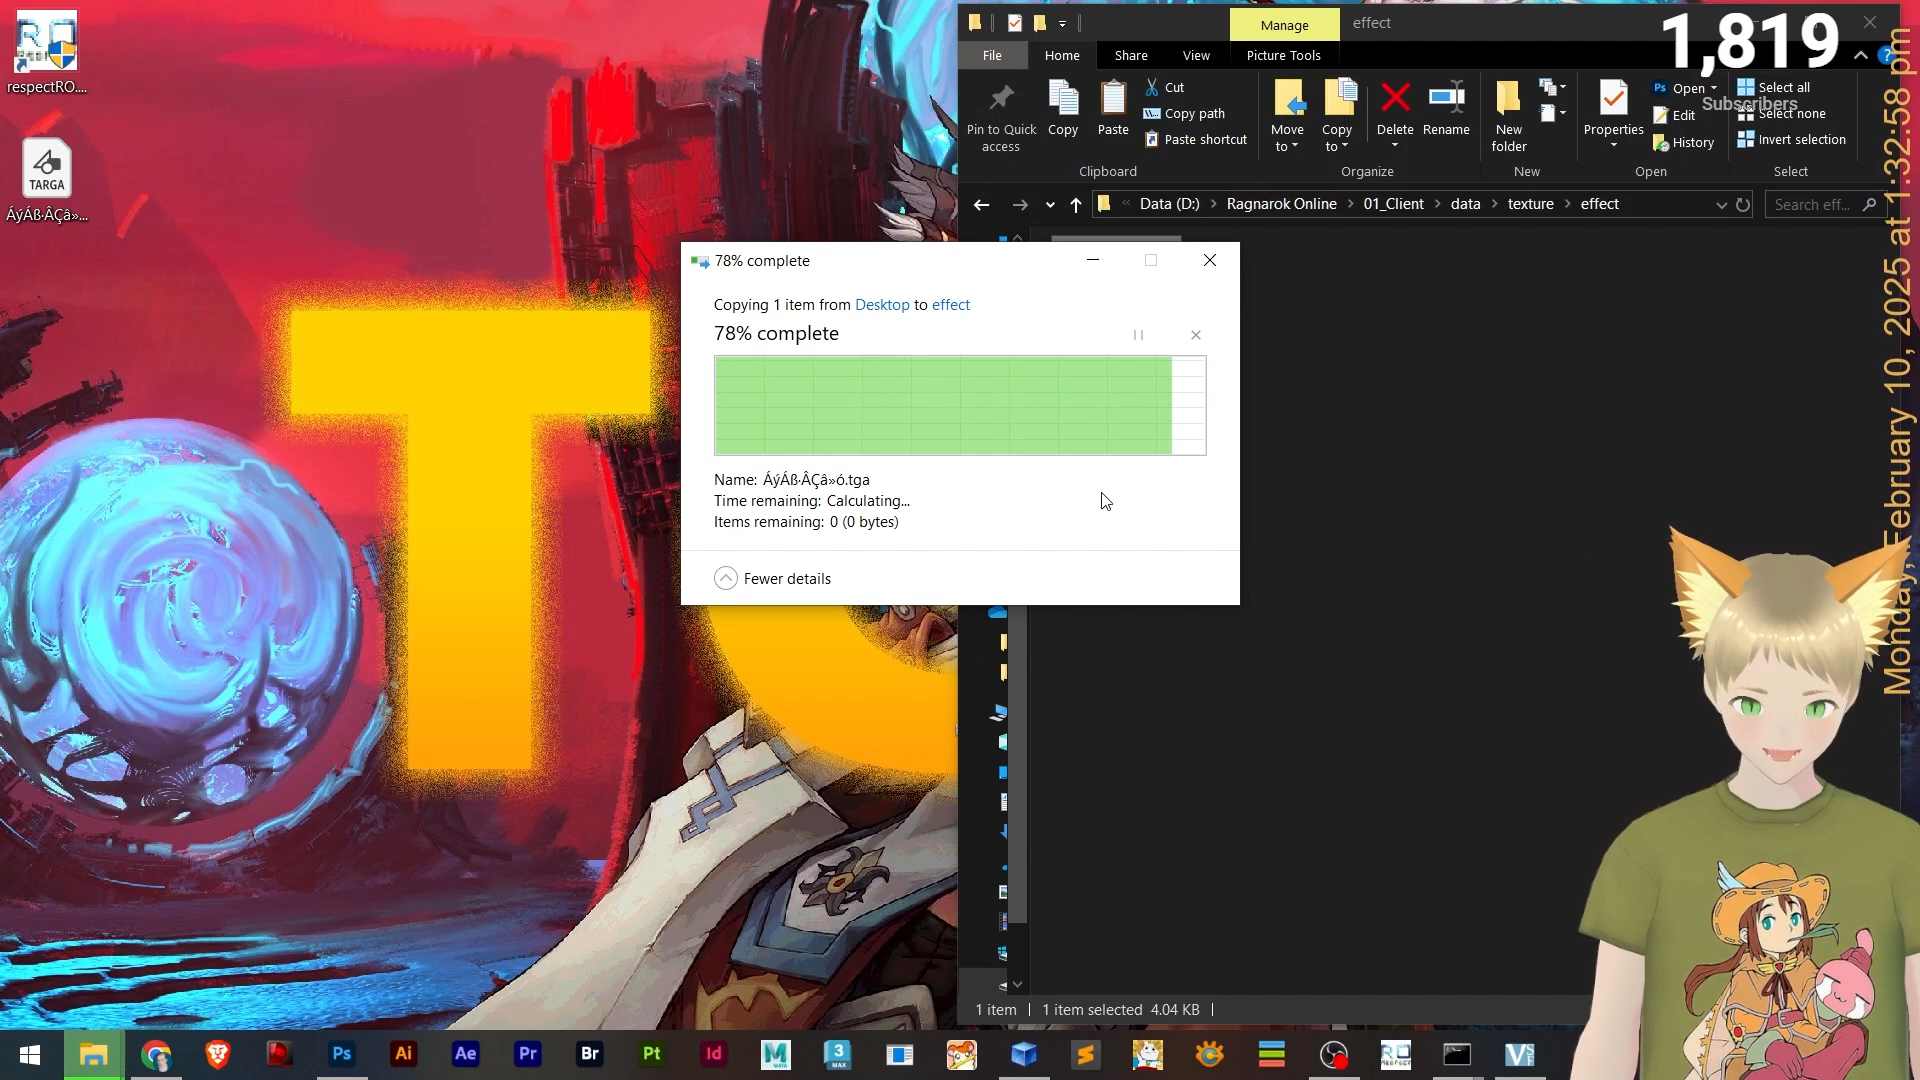 respectRO....
TARGA
ÁýÁß·ÂÇâ»...
T
Manage
effect
File
Home
Share
View
Picture Tools
1,819
Subscribers
Pin to Quick access
Copy
Paste
Cut
Copy path
Paste shortcut
Clipboard
Move to
Copy to
Delete
Rename
Organize
New folder
New
Properties
Open
Edit
History
Open
Select all
Select none
Invert selection
Select
Data (D:)
Ragnarok Online
01_Client
data
texture
effect
Search eff...
78% complete
Copying 1 item from Desktop to effect
78% complete
Name: ÁýÁß·ÂÇâ»ó.tga
Time remaining: Calculating...
Items remaining: 0 (0 bytes)
Fewer details
Monday, February 10, 2025 at 1:32:58 pm
1 item
1 item selected 4.04 KB
Ps
Ai
Ae
Pr
Br
Pt
Id
M
3
MAX